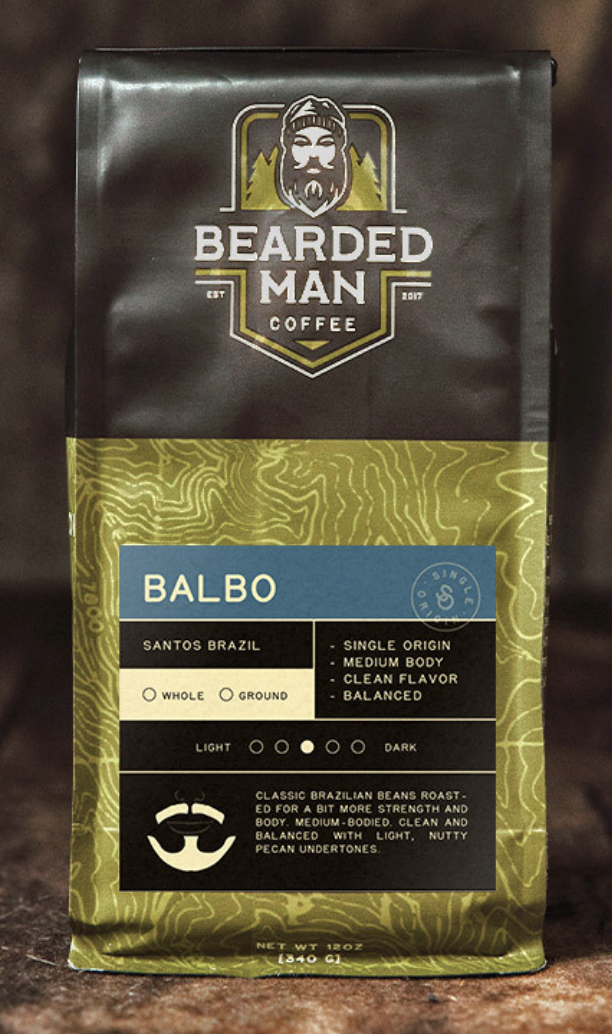 BEARDED
MAN
EST 2017
COFFEE
BALBO
SINGLE ORIGIN
SANTOS BRAZIL
WHOLE GROUND
- SINGLE ORIGIN
- MEDIUM BODY
- CLEAN FLAVOR
- BALANCED
LIGHT DARK
CLASSIC BRAZILIAN BEANS ROAST-
ED FOR A BIT MORE STRENGTH AND
BODY. MEDIUM-BODIED. CLEAN AND
BALANCED WITH LIGHT, NUTTY
PECAN UNDERTONES.
7800
NET WT 12OZ
[340 G]